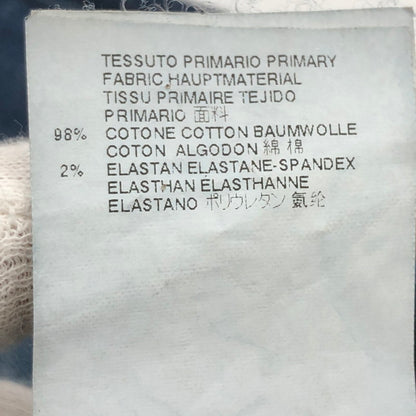 TESSUTO PRIMARIO PRIMARY
FABRIC HAUPTMATERIAL
TISSU PRIMAIRE TEJIDO
PRIMARIO 面料
98% COTONE COTTON BAUMWOLLE
COTON ALGODON 綿 棉
2% ELASTAN ELASTANE-SPANDEX
ELASTHAN ÉLASTHANNE
ELASTANO ポリウレタン 氨纶